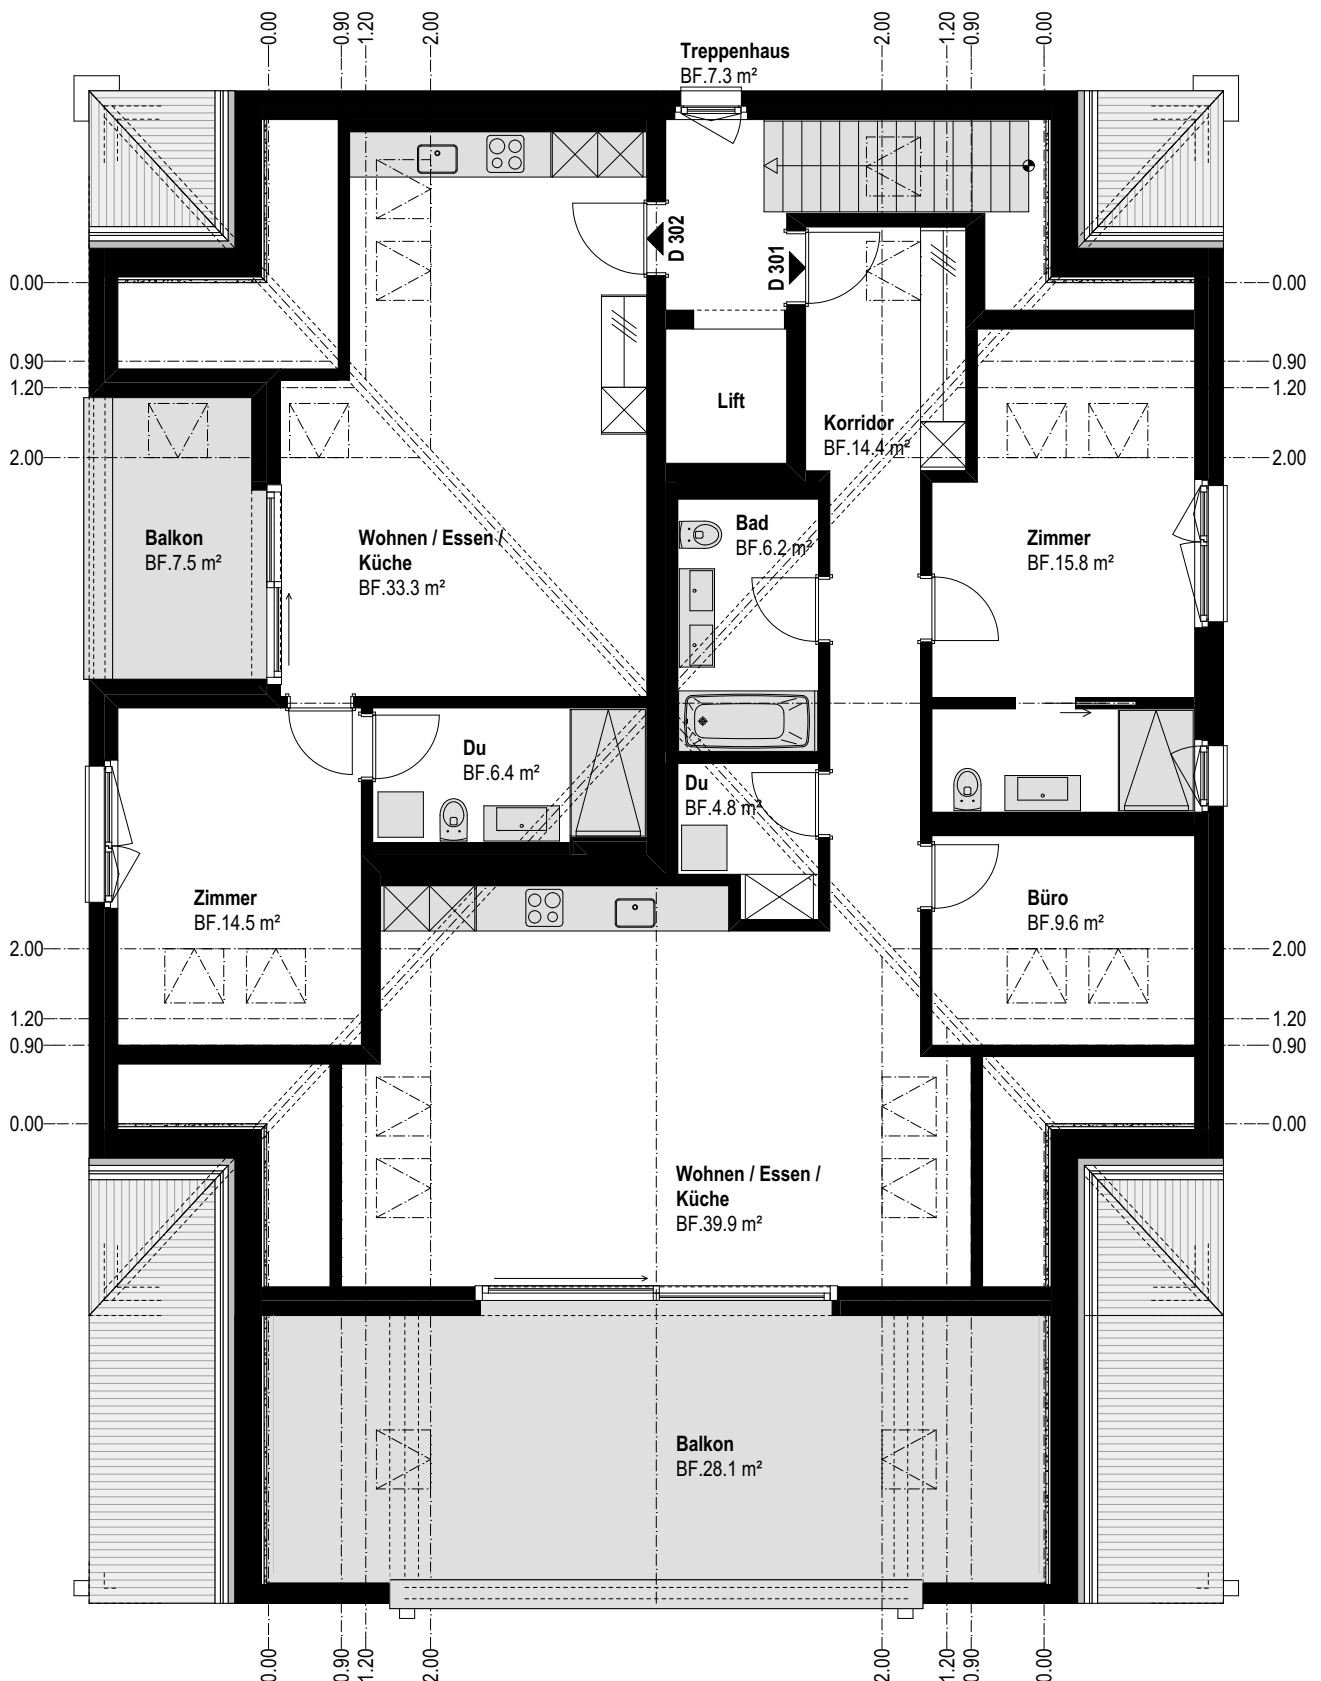 0.00 0.90 1.20 2.00 2.00 1.20 0.90 0.00
Treppenhaus
BF.7.3 m²
D 302
D 301
0.00 0.00
0.90 0.90
1.20 1.20
Lift
Korridor
BF.14.4 m²
2.00 2.00
Balkon
BF.7.5 m²
Wohnen / Essen /
Küche
BF.33.3 m²
Bad
BF.6.2 m²
Zimmer
BF.15.8 m²
Du
BF.6.4 m²
Du
BF.4.8 m²
Zimmer
BF.14.5 m²
Büro
BF.9.6 m²
2.00 2.00
1.20 1.20
0.90 0.90
0.00 0.00
Wohnen / Essen /
Küche
BF.39.9 m²
Balkon
BF.28.1 m²
0.00 0.90 1.20 2.00 2.00 1.20 0.90 0.00